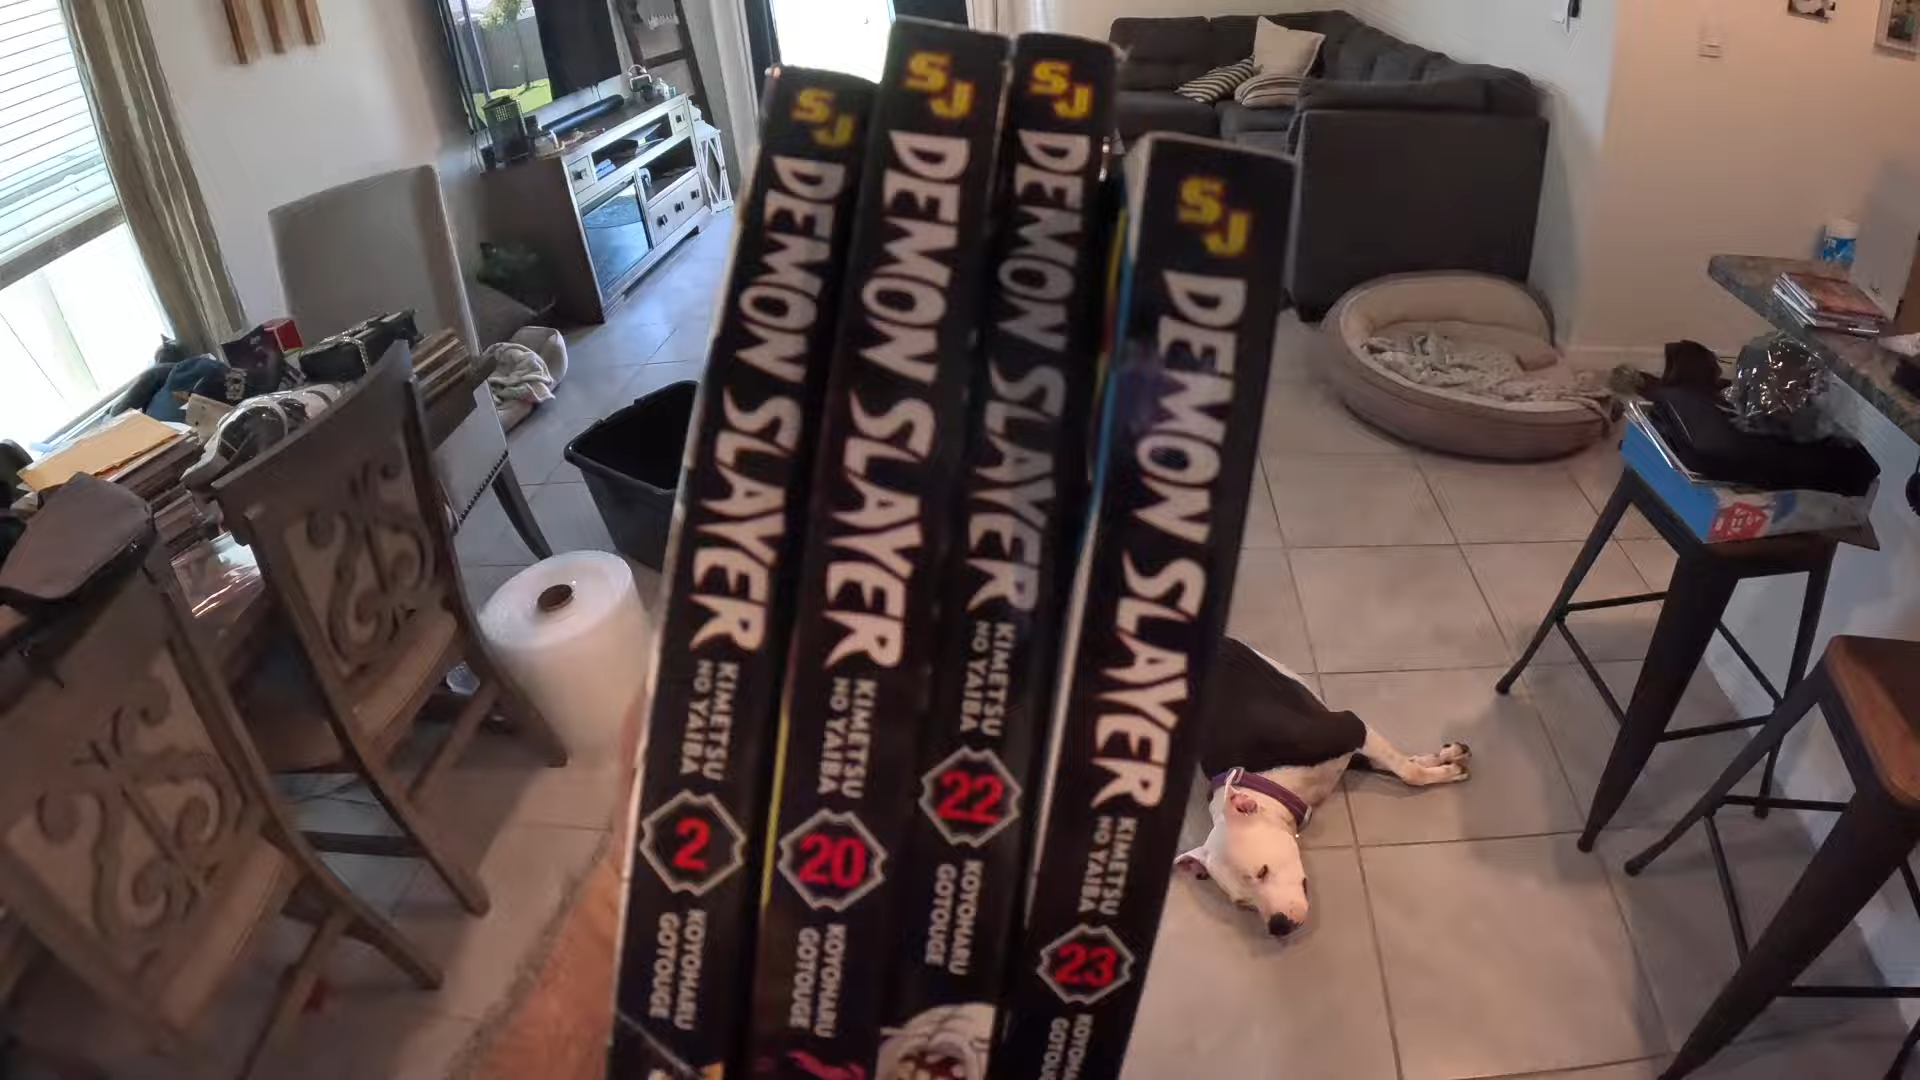 SJ
DEMON SLAYER
KIMETSU
NO YAIBA
2
KOYOHARU
GOTOUGE
SJ
DEMON SLAYER
KIMETSU
NO YAIBA
20
KOYOHARU
GOTOUGE
SJ
DEMON SLAYER
KIMETSU
NO YAIBA
22
KOYOHARU
GOTOUGE
SJ
DEMON SLAYER
KIMETSU
NO YAIBA
23